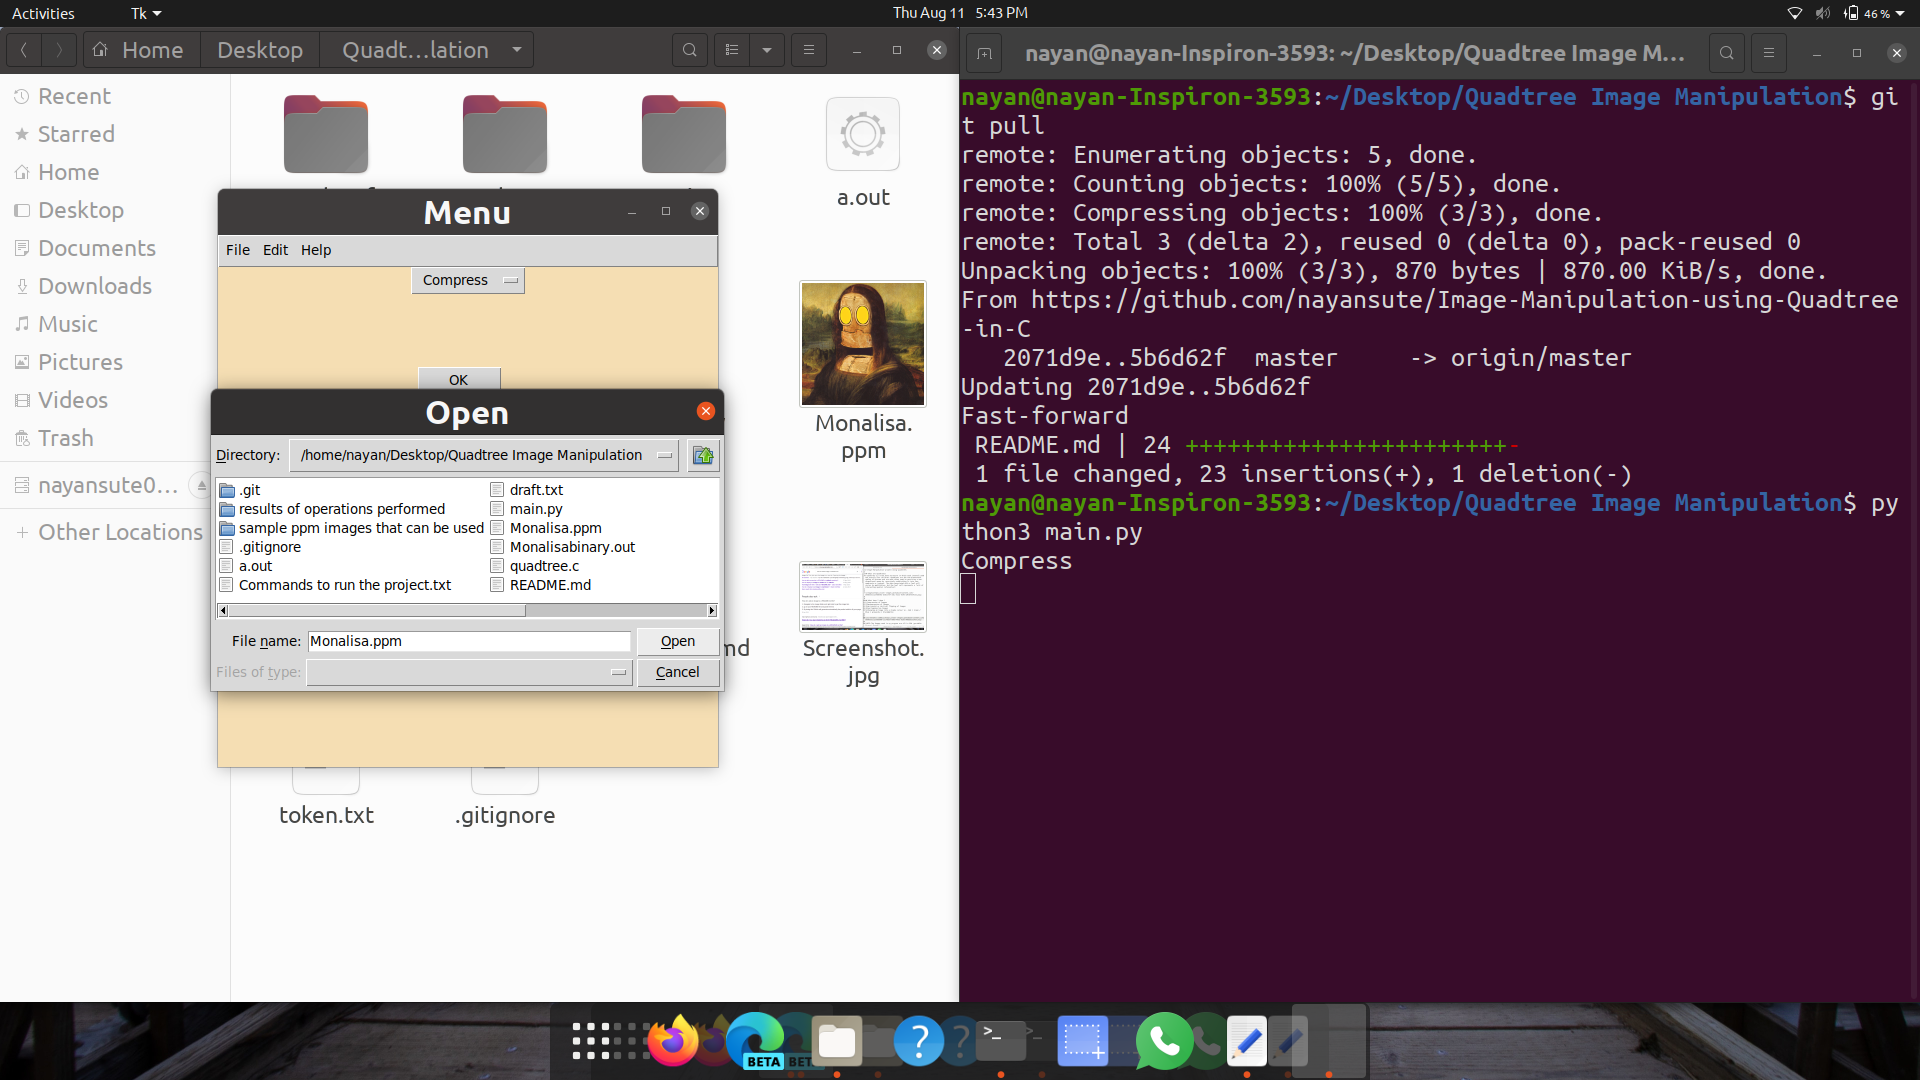 Activities
Tk
Thu Aug 11 5:43 PM
46 %
Home
Desktop
Quadt...lation
Recent
Starred
Home
Desktop
Documents
Downloads
Music
Pictures
Videos
Trash
nayansute0...
Other Locations
a.out
Monalisa.
ppm
Screenshot.
jpg
md
token.txt
.gitignore
Menu
File Edit Help
Compress
OK
Open
Directory: /home/nayan/Desktop/Quadtree Image Manipulation
.git
results of operations performed
sample ppm images that can be used
.gitignore
a.out
Commands to run the project.txt
draft.txt
main.py
Monalisa.ppm
Monalisabinary.out
quadtree.c
README.md
File name: Monalisa.ppm
Open
Files of type:
Cancel
nayan@nayan-Inspiron-3593: ~/Desktop/Quadtree Image M...
nayan@nayan-Inspiron-3593:~/Desktop/Quadtree Image Manipulation$ gi
t pull
remote: Enumerating objects: 5, done.
remote: Counting objects: 100% (5/5), done.
remote: Compressing objects: 100% (3/3), done.
remote: Total 3 (delta 2), reused 0 (delta 0), pack-reused 0
Unpacking objects: 100% (3/3), 870 bytes | 870.00 KiB/s, done.
From https://github.com/nayansute/Image-Manipulation-using-Quadtree
-in-C
   2071d9e..5b6d62f  master     -> origin/master
Updating 2071d9e..5b6d62f
Fast-forward
 README.md | 24 +++++++++++++++++++++++-
 1 file changed, 23 insertions(+), 1 deletion(-)
nayan@nayan-Inspiron-3593:~/Desktop/Quadtree Image Manipulation$ py
thon3 main.py
Compress
BETA
BET